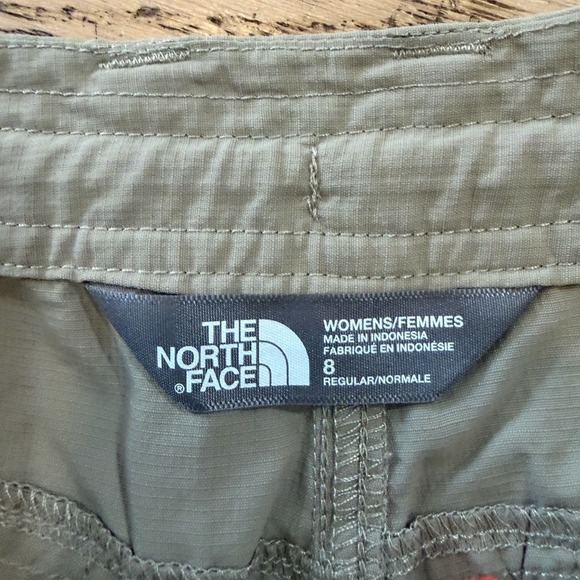 THE
NORTH
® FACE
WOMENS/FEMMES
MADE IN INDONESIA
FABRIQUÉ EN INDONÉSIE
8
REGULAR/NORMALE